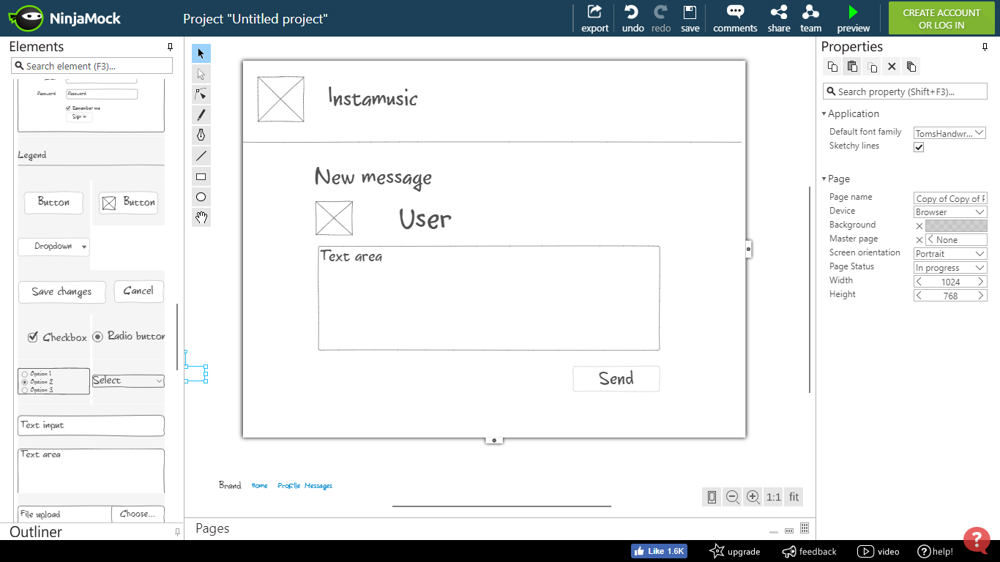 NinjaMock
Project "Untitled project"
export
undo
redo
save
comments
share
team
preview
CREATE ACCOUNT
OR LOG IN
Elements
Search element (F3)...
Password
Password
Remember me
Sign in
Legend
Button
Button
Dropdown
Save changes
Cancel
Checkbox
Radio button
Option 1
Option 2
Option 3
Select
Text input
Text area
File upload
Choose...
Outliner
Instamusic
New message
User
Text area
Send
Brand Home Profile Messages
1:1
fit
Pages
Properties
Search property (Shift+F3)...
Application
Default font family
TomsHandwr...
Sketchy lines
Page
Page name
Copy of Copy of F
Device
Browser
Background
Master page
None
Screen orientation
Portrait
Page Status
In progress
Width
1024
Height
768
Like 1.6K
upgrade
feedback
video
help!